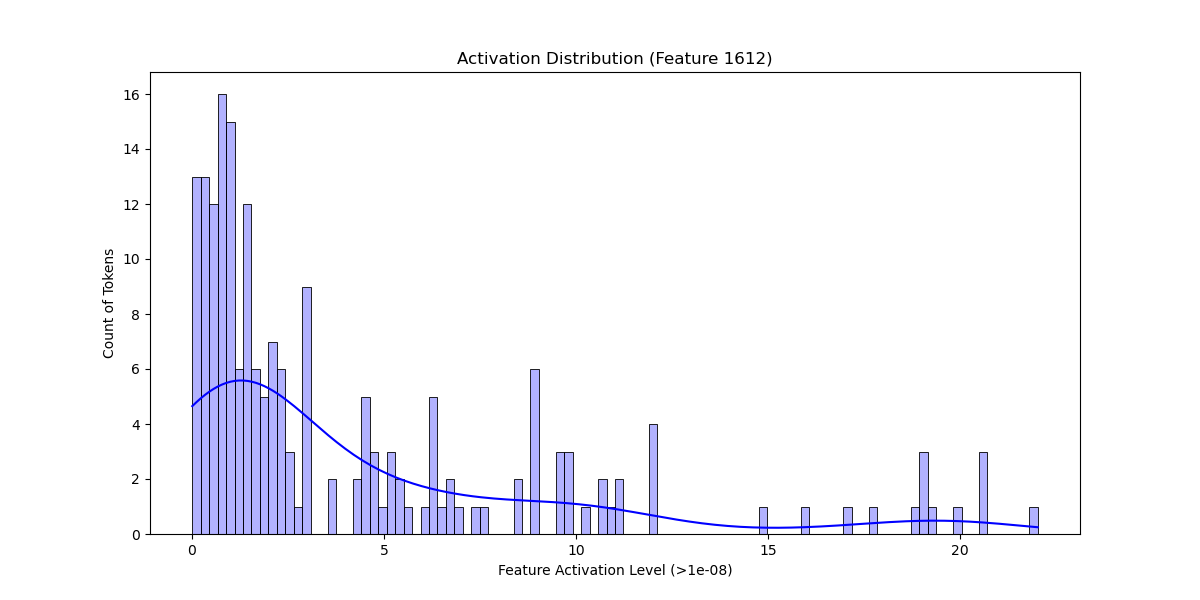 Activation Distribution (Feature 1612)
16
14
12
10
8
6
4
2
0
Count of Tokens
0 5 10 15 20
Feature Activation Level (>1e-08)